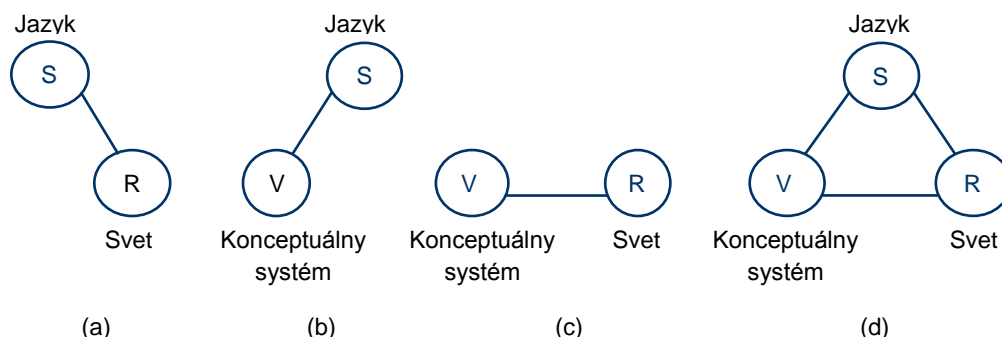 Jazyk
S
R
Svet
(a)
Jazyk
S
V
Konceptuálny
systém
(b)
V
R
Konceptuálny
systém
Svet
(c)
Jazyk
S
V
R
Konceptuálny
systém
Svet
(d)